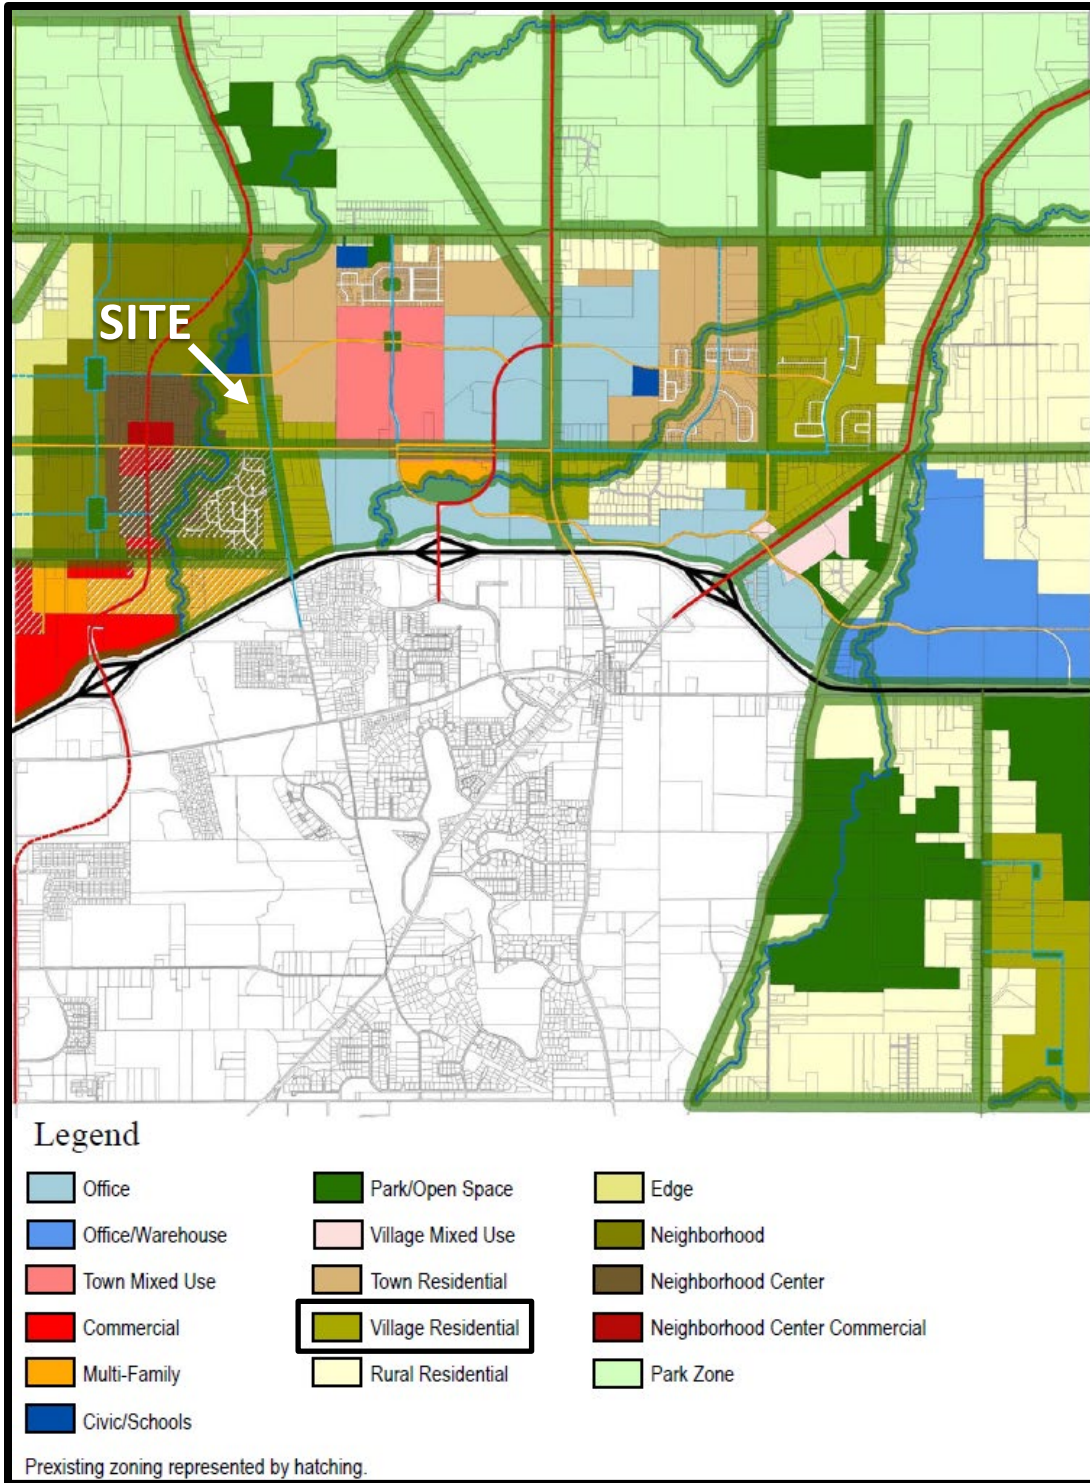 SITE
Legend
Office
Park/Open Space
Edge
Office/Warehouse
Village Mixed Use
Neighborhood
Town Mixed Use
Town Residential
Neighborhood Center
Commercial
Village Residential
Neighborhood Center Commercial
Multi-Family
Rural Residential
Park Zone
Civic/Schools
Prexisting zoning represented by hatching.